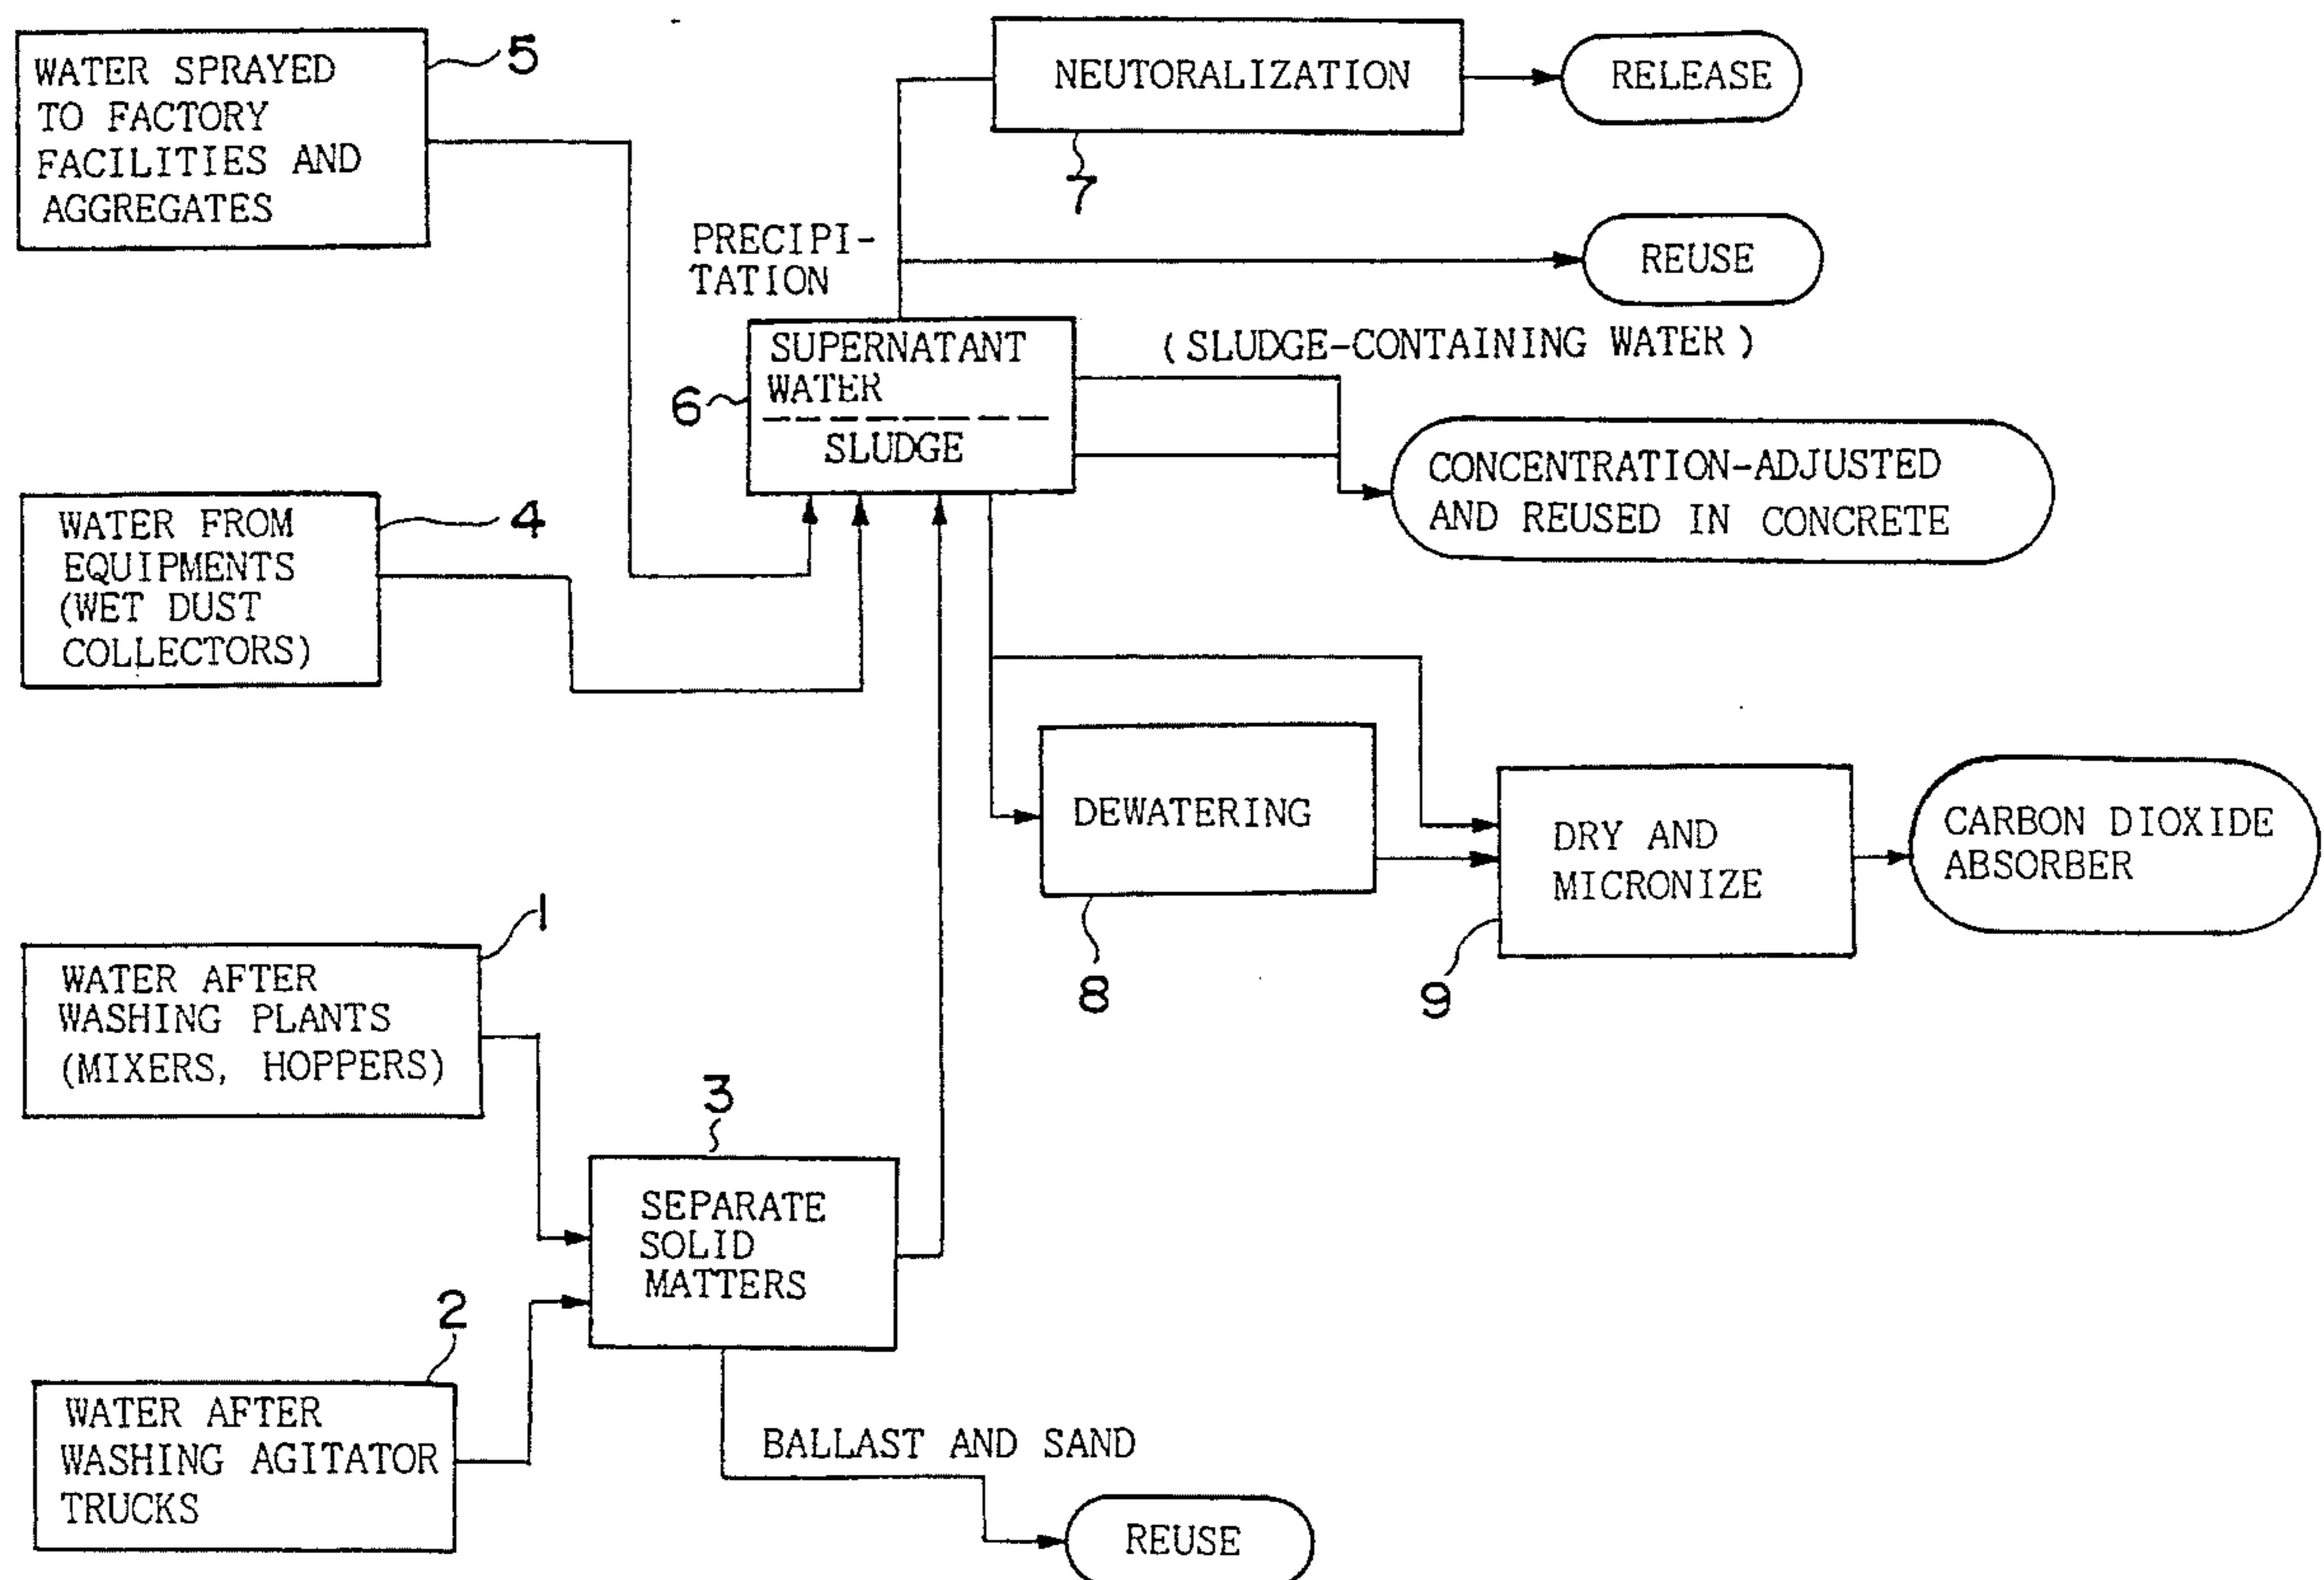 WATER SPRAYED
TO FACTORY
FACILITIES AND
AGGREGATES
5
NEUTORALIZATION
7
RELEASE
PRECIPI-
TATION
REUSE
SUPERNATANT
WATER
SLUDGE
6
(SLUDGE-CONTAINING WATER)
CONCENTRATION-ADJUSTED
AND REUSED IN CONCRETE
WATER FROM
EQUIPMENTS
(WET DUST
COLLECTORS)
4
DEWATERING
8
DRY AND
MICRONIZE
9
CARBON DIOXIDE
ABSORBER
1
WATER AFTER
WASHING PLANTS
(MIXERS, HOPPERS)
3
SEPARATE
SOLID
MATTERS
2
WATER AFTER
WASHING AGITATOR
TRUCKS
BALLAST AND SAND
REUSE